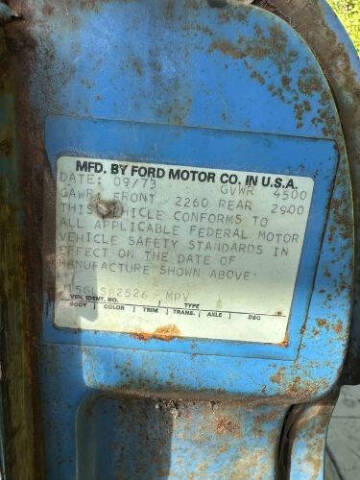 MFD. BY FORD MOTOR CO. IN U.S.A.
DATE: 09/73 GVWR 4500
GAWR FRONT 2260 REAR 2900
THIS VEHICLE CONFORMS TO
ALL APPLICABLE FEDERAL MOTOR
VEHICLE SAFETY STANDARDS IN
EFFECT ON THE DATE OF
MANUFACTURE SHOWN ABOVE.
MPV
VEH. IDENT. NO. TYPE
BODY COLOR TRIM TRANS. AXLE DSO